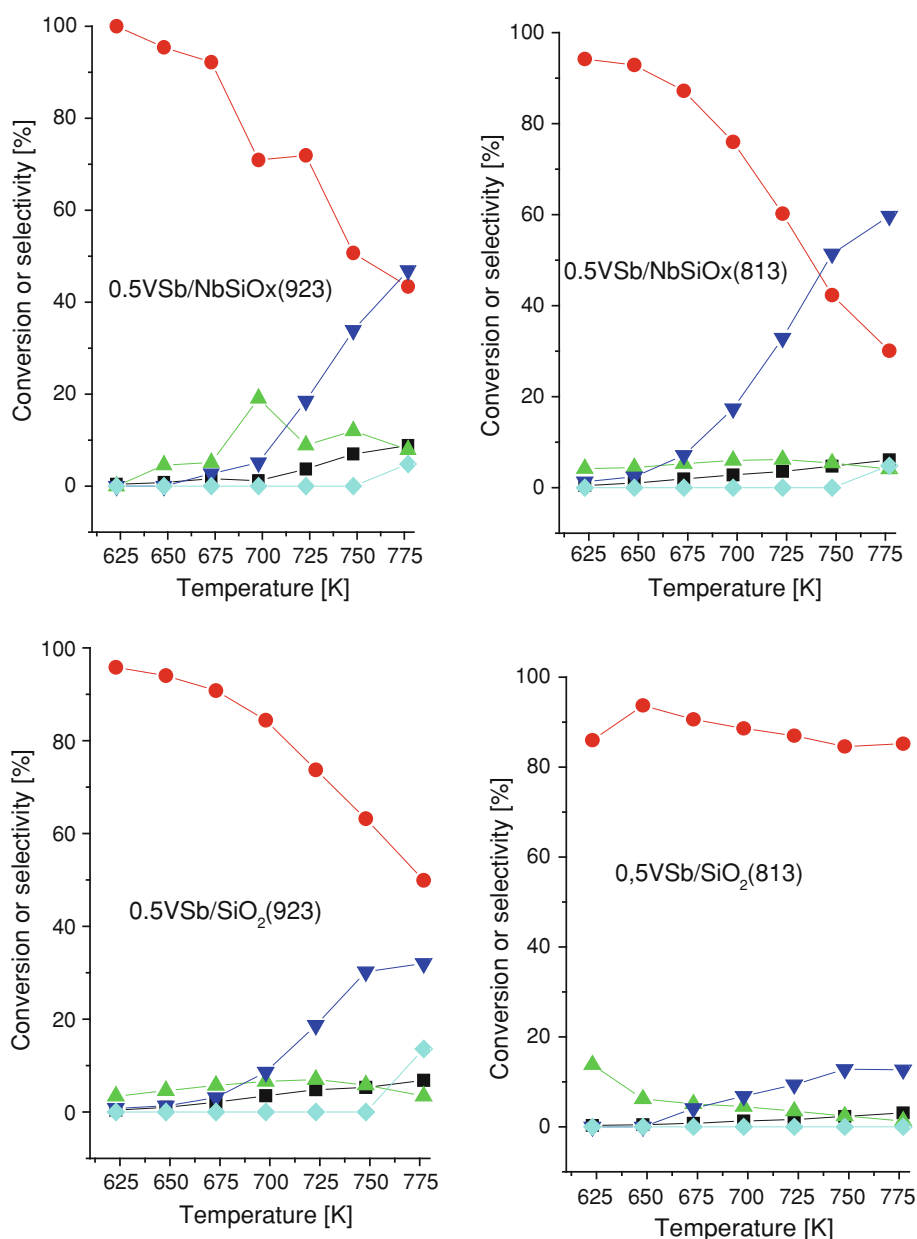 100
80
60
40
20
0
Conversion or selectivity [%]
0.5VSb/NbSiOx(923)
625 650 675 700 725 750 775
Temperature [K]
100
80
60
40
20
0
Conversion or selectivity [%]
0.5VSb/NbSiOx(813)
625 650 675 700 725 750 775
Temperature [K]
100
80
60
40
20
0
Conversion or selectivity [%]
0.5VSb/SiO₂(923)
625 650 675 700 725 750 775
Temperature [K]
100
80
60
40
20
0
Conversion or selectivity [%]
0,5VSb/SiO₂(813)
625 650 675 700 725 750 775
Temperature [K]